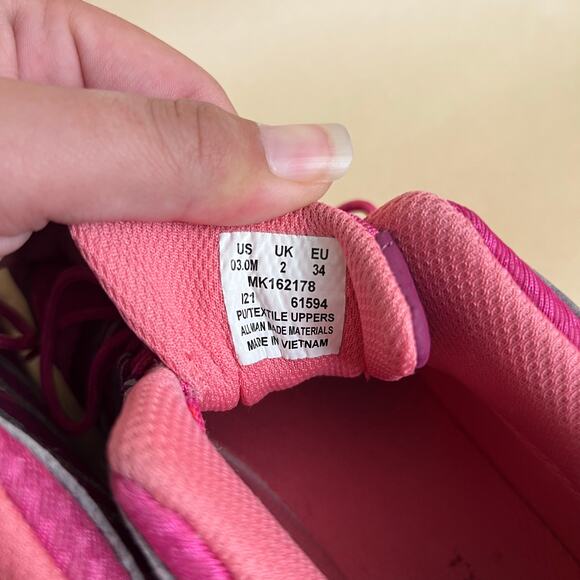 US UK EU
03.0M 2 34
MK162178
I21 61594
PU/TEXTILE UPPERS
ALL MAN MADE MATERIALS
MADE IN VIETNAM